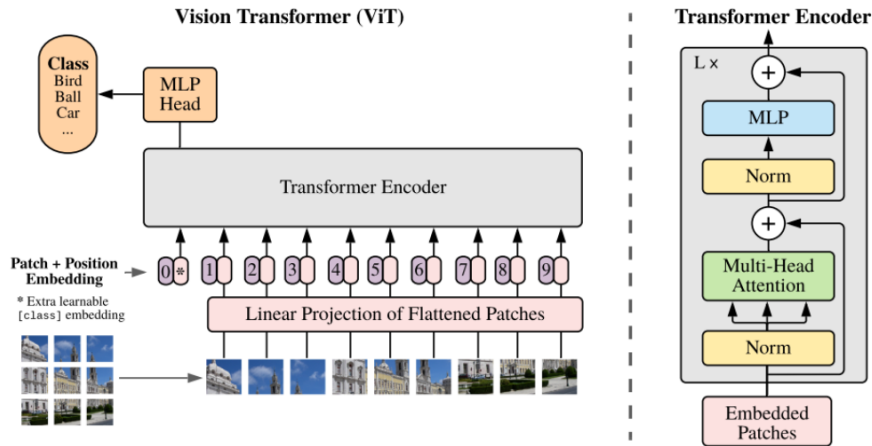 Vision Transformer (ViT)
Class
Bird
Ball
Car
...
MLP
Head
Transformer Encoder
Patch + Position
Embedding
0 * 1 2 3 4 5 6 7 8 9
* Extra learnable
[class] embedding
Linear Projection of Flattened Patches
Transformer Encoder
L ×
+
MLP
Norm
+
Multi-Head
Attention
Norm
Embedded
Patches